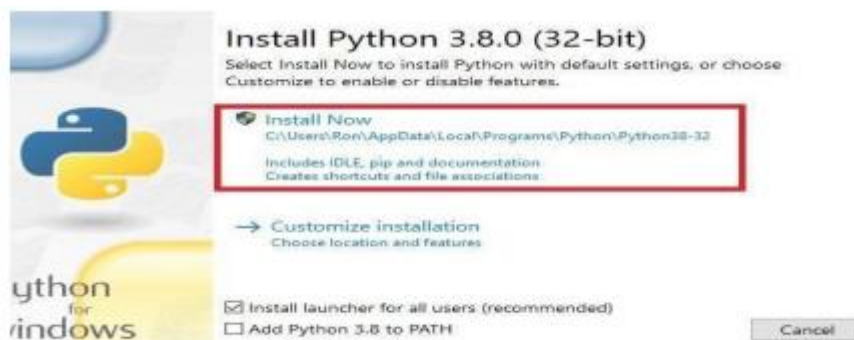 Install Python 3.8.0 (32-bit)
Select Install Now to install Python with default settings, or choose
Customize to enable or disable features.
Install Now
C:\Users\Ron\AppData\Local\Programs\Python\Python38-32
Includes IDLE, pip and documentation
Creates shortcuts and file associations
Customize installation
Choose location and features
ython
for
indows
Install launcher for all users (recommended)
Add Python 3.8 to PATH
Cancel